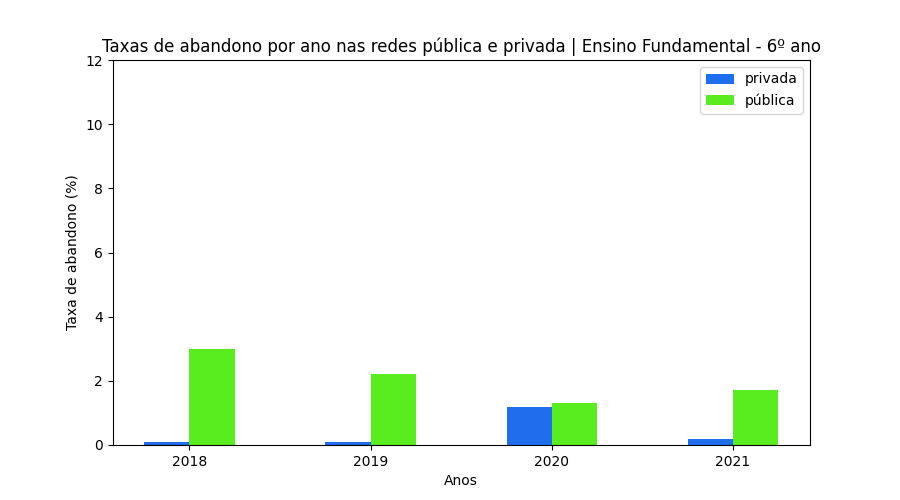 Taxas de abandono por ano nas redes pública e privada | Ensino Fundamental - 6º ano
12
10
8
6
4
2
0
Taxa de abandono (%)
privada
pública
2018 2019 2020 2021
Anos